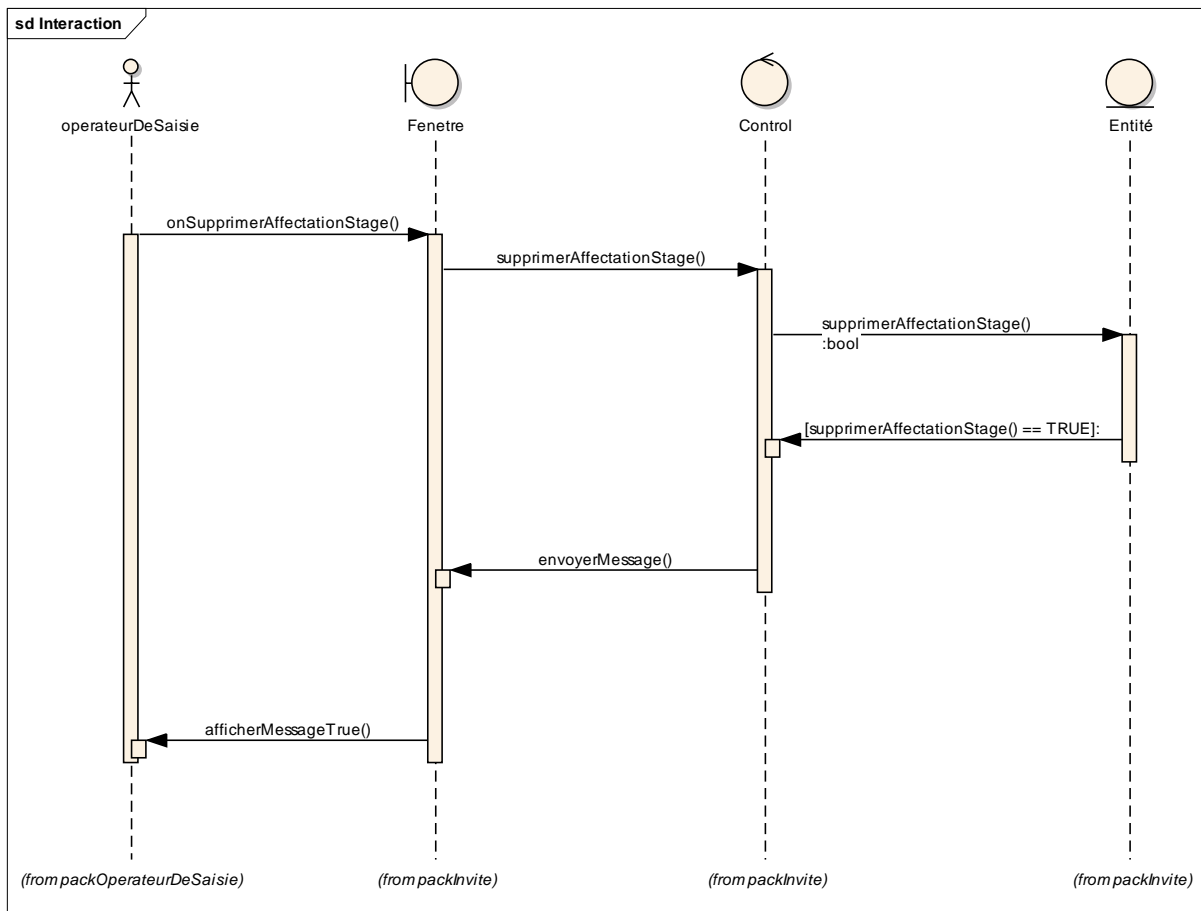 sd Interaction
operateurDeSaisie
Fenetre
Control
Entité
onSupprimerAffectationStage()
supprimerAffectationStage()
supprimerAffectationStage()
:bool
[supprimerAffectationStage() == TRUE]:
envoyerMessage()
afficherMessageTrue()
(from packOperateurDeSaisie)
(from packInvite)
(from packInvite)
(from packInvite)